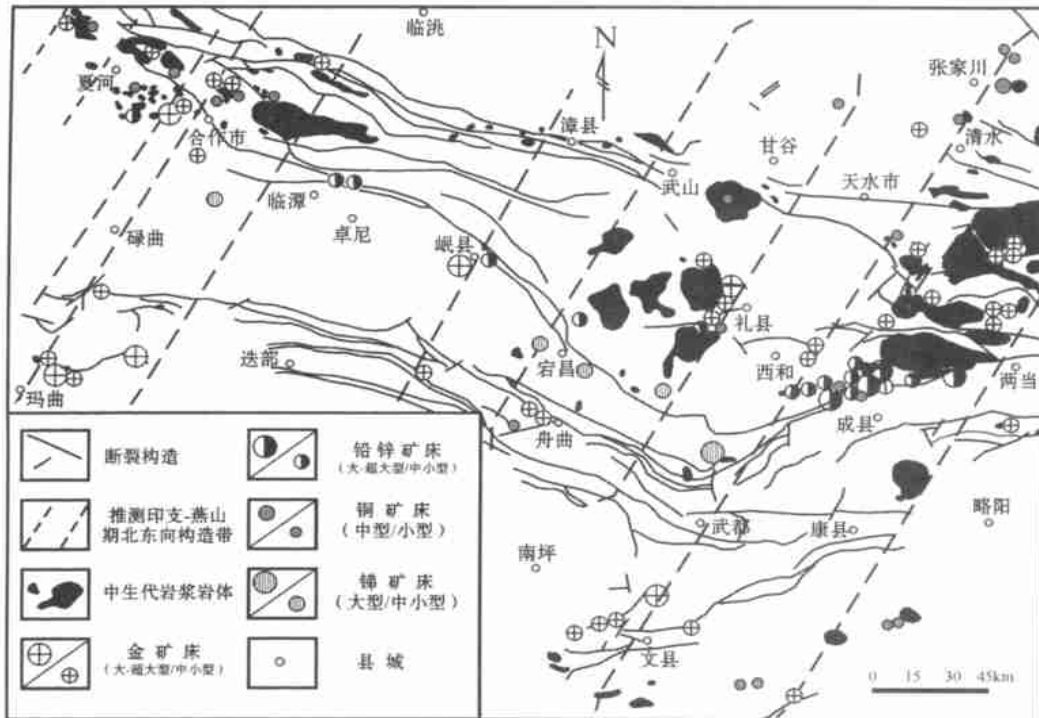 临洮
N
张家川
夏河
漳县
甘谷
清水
合作市
武山
天水市
临潭
卓尼
碌曲
岷县
礼县
迭部
宕昌
西和
两当
玛曲
舟曲
成县
断裂构造
铅锌矿床
(大-超大型/中小型)
推测印支-燕山
期北东向构造带
铜矿床
(中型/小型)
武都
康县
略阳
南坪
中生代岩浆岩体
锑矿床
(大型/中小型)
金矿床
(大-超大型/中小型)
县城
文县
0 15 30 45km